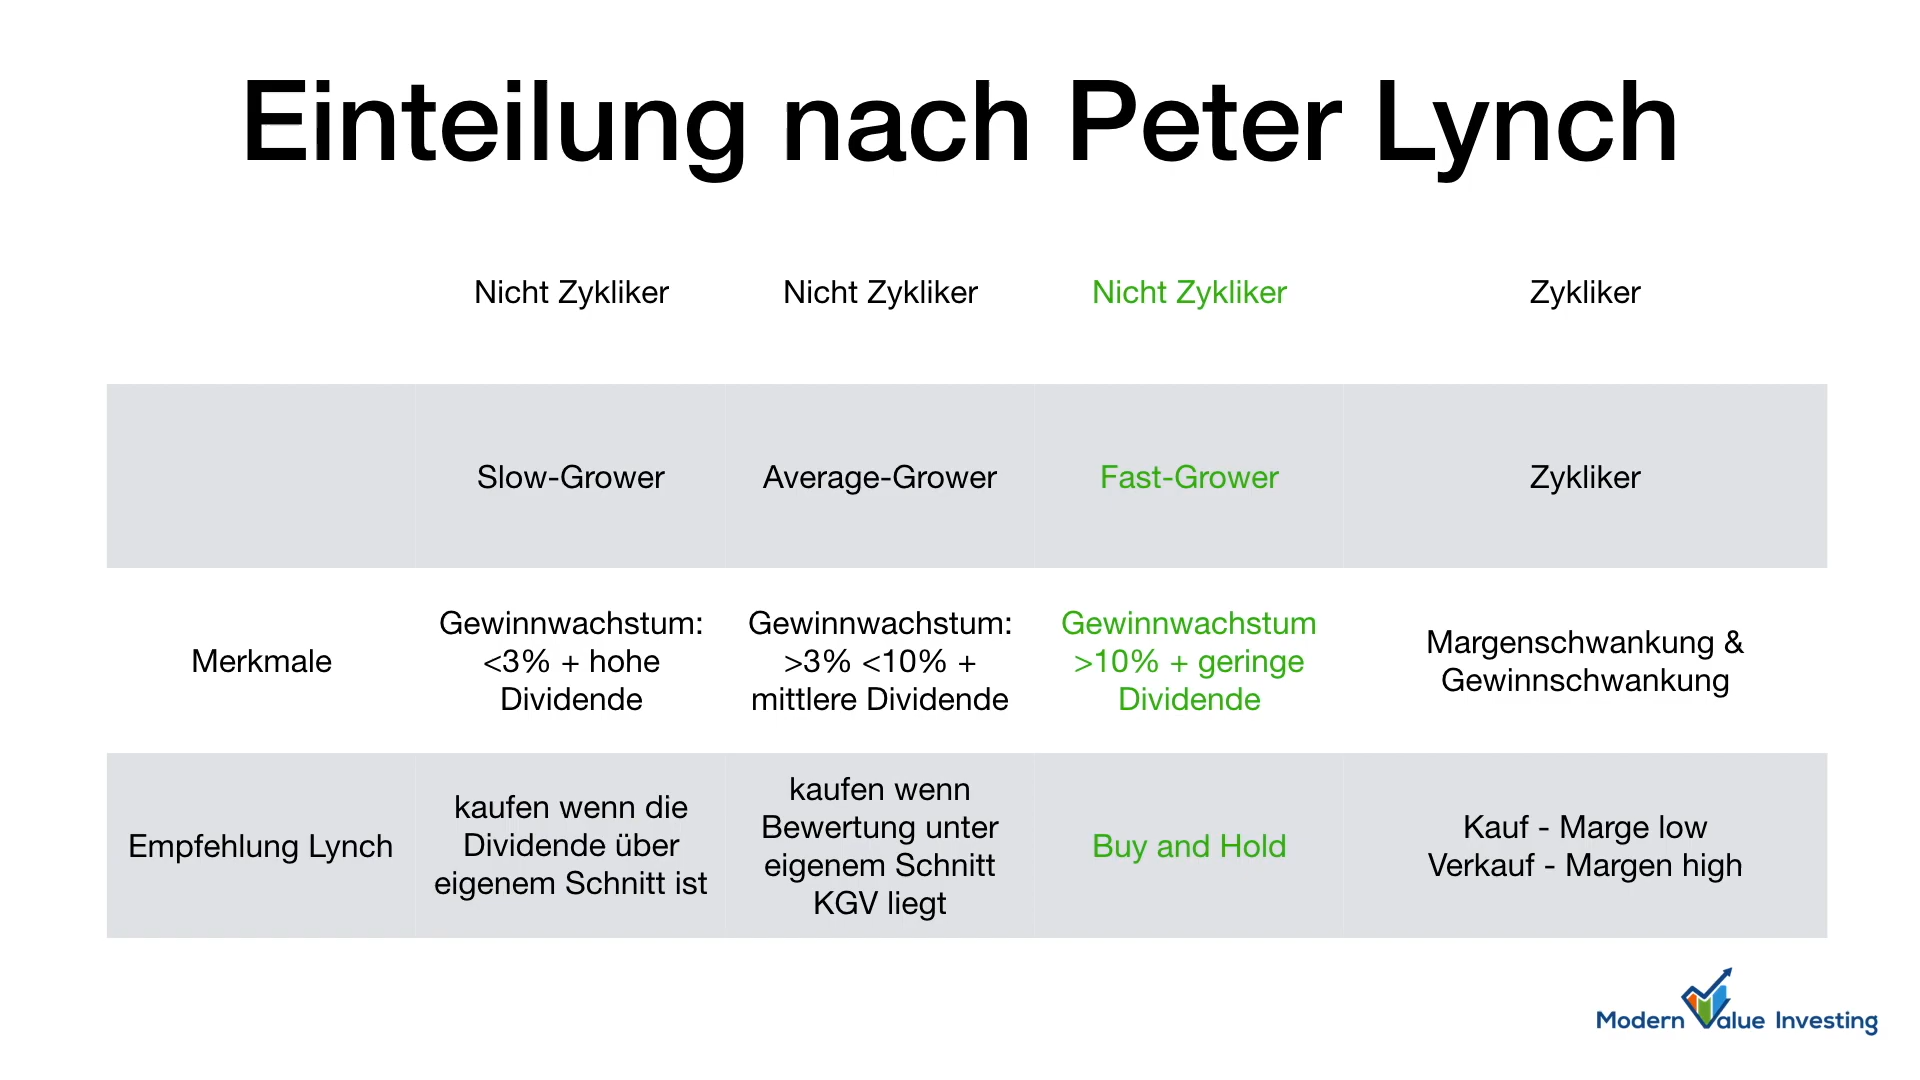 Einteilung nach Peter Lynch
Nicht Zykliker
Nicht Zykliker
Nicht Zykliker
Zykliker
Slow-Grower
Average-Grower
Fast-Grower
Zykliker
Merkmale
Gewinnwachstum:
<3% + hohe
Dividende
Gewinnwachstum:
>3% <10% +
mittlere Dividende
Gewinnwachstum
>10% + geringe
Dividende
Margenschwankung &
Gewinnschwankung
Empfehlung Lynch
kaufen wenn die
Dividende über
eigenem Schnitt ist
kaufen wenn
Bewertung unter
eigenem Schnitt
KGV liegt
Buy and Hold
Kauf - Marge low
Verkauf - Margen high
Modern Value Investing